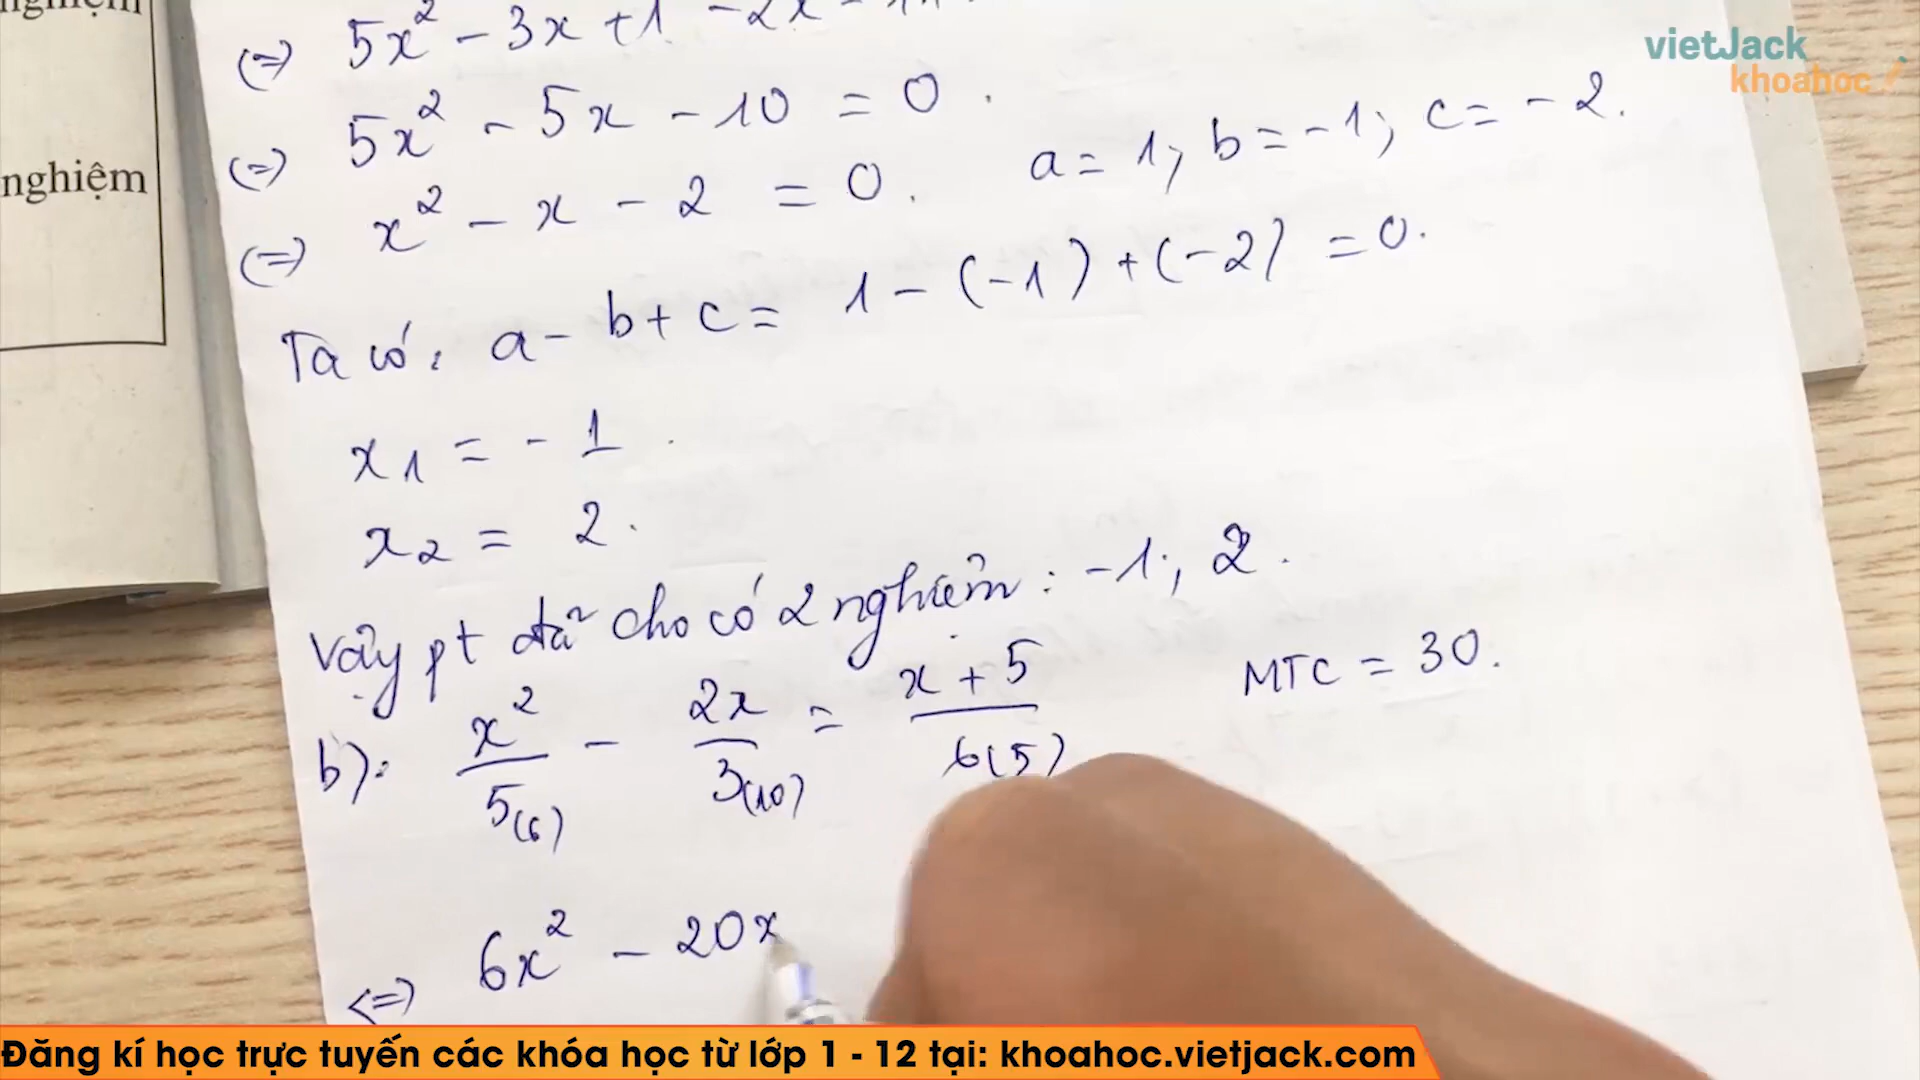 nghiệm
vietJack
khoahoc
(=) 5x² - 3x + 1 - 2x
(=) 5x² - 5x - 10 = 0.
(=) x² - x - 2 = 0. a = 1; b = -1; c = -2.
Ta có: a - b + c = 1 - (-1) + (-2) = 0.
x₁ = -1.
x₂ = 2.
Vậy pt đã cho có 2 nghiệm: -1; 2.
b). x²/5(6) - 2x/3(10) = x + 5/6(5) MTC = 30.
<=> 6x² - 20x
Đăng kí học trực tuyến các khóa học từ lớp 1 - 12 tại: khoahoc.vietjack.com